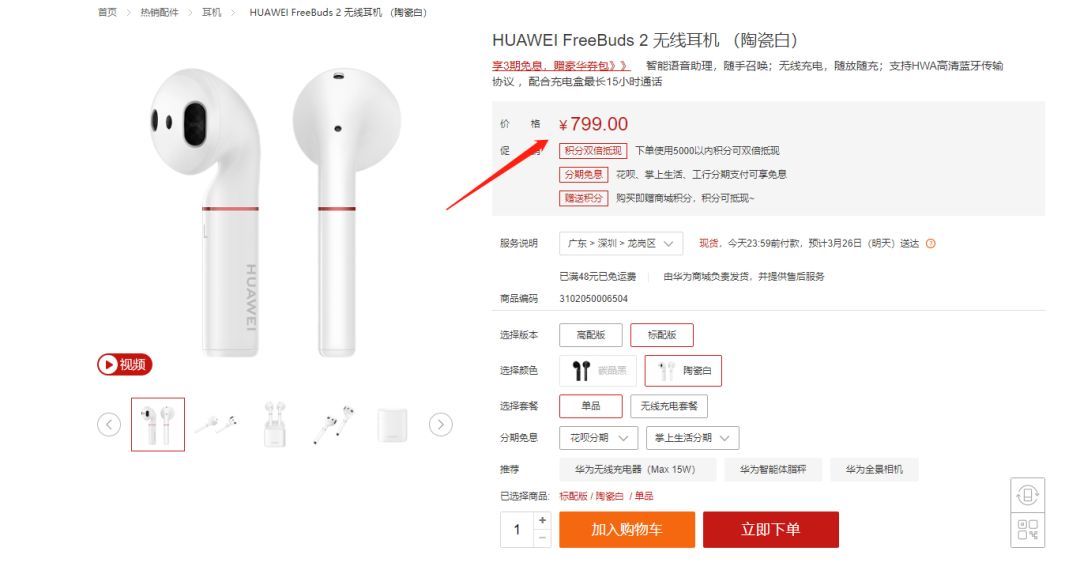 首页 > 热销配件 > 耳机 > HUAWEI FreeBuds 2 无线耳机 （陶瓷白）
HUAWEI FreeBuds 2 无线耳机 （陶瓷白）
享3期免息，赠豪华券包》》 智能语音助理，随手召唤；无线充电，随放随充；支持HWA高清蓝牙传输
协议 ，配合充电盒最长15小时通话
价 格 ¥ 799.00
促 积分双倍抵现 下单使用5000以内积分可双倍抵现
分期免息 花呗、掌上生活、工行分期支付可享免息
赠送积分 购买即赠商城积分，积分可抵现~
服务说明 广东 > 深圳 > 龙岗区 现货，今天23:59前付款，预计3月26日（明天）送达
已满48元已免运费 由华为商城负责发货，并提供售后服务
商品编码 3102050006504
选择版本 高配版 标配版
选择颜色 碳晶黑 陶瓷白
选择套餐 单品 无线充电套餐
分期免息 花呗分期 掌上生活分期
推荐 华为无线充电器（Max 15W） 华为智能体脂秤 华为全景相机
已选择商品: 标配版 / 陶瓷白 / 单品
1 + − 加入购物车 立即下单
HUAWEI
视频